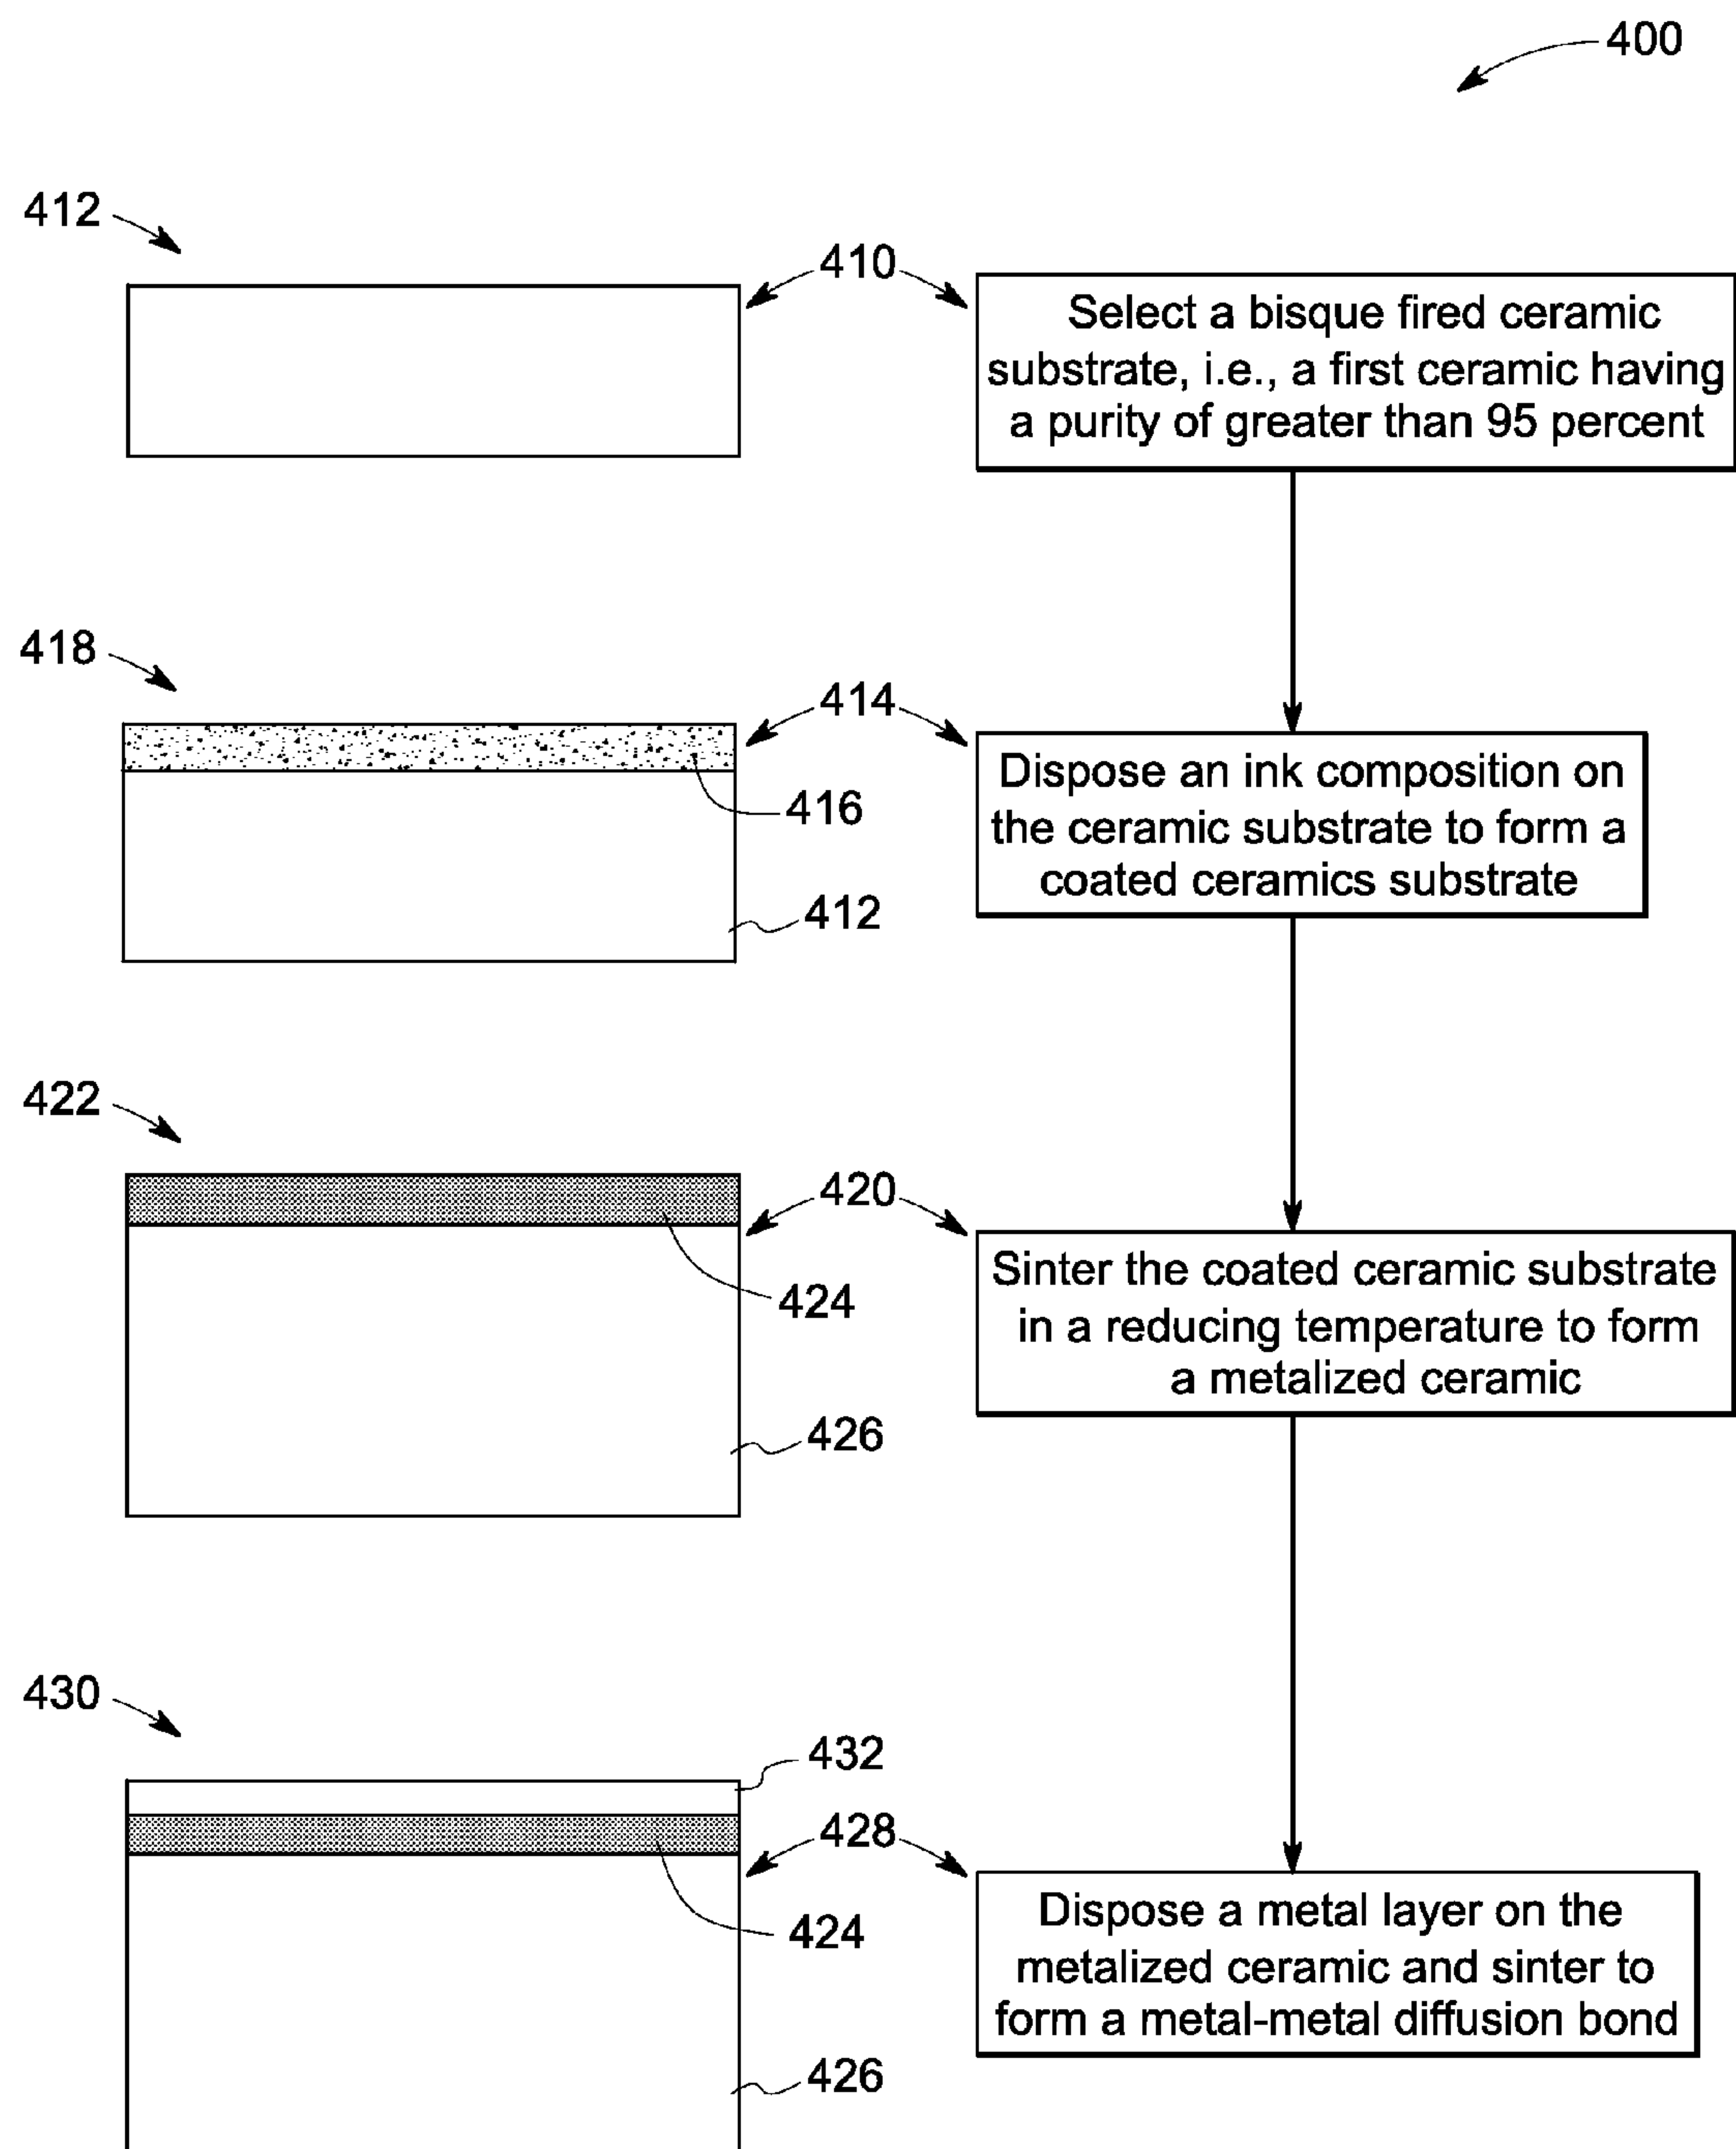 400
412
410
Select a bisque fired ceramic
substrate, i.e., a first ceramic having
a purity of greater than 95 percent
418
414
416
412
Dispose an ink composition on
the ceramic substrate to form a
coated ceramics substrate
422
420
424
426
Sinter the coated ceramic substrate
in a reducing temperature to form
a metalized ceramic
430
432
428
424
426
Dispose a metal layer on the
metalized ceramic and sinter to
form a metal-metal diffusion bond